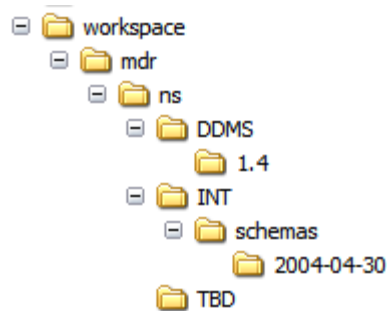 workspace
mdr
ns
DDMS
1.4
INT
schemas
2004-04-30
TBD